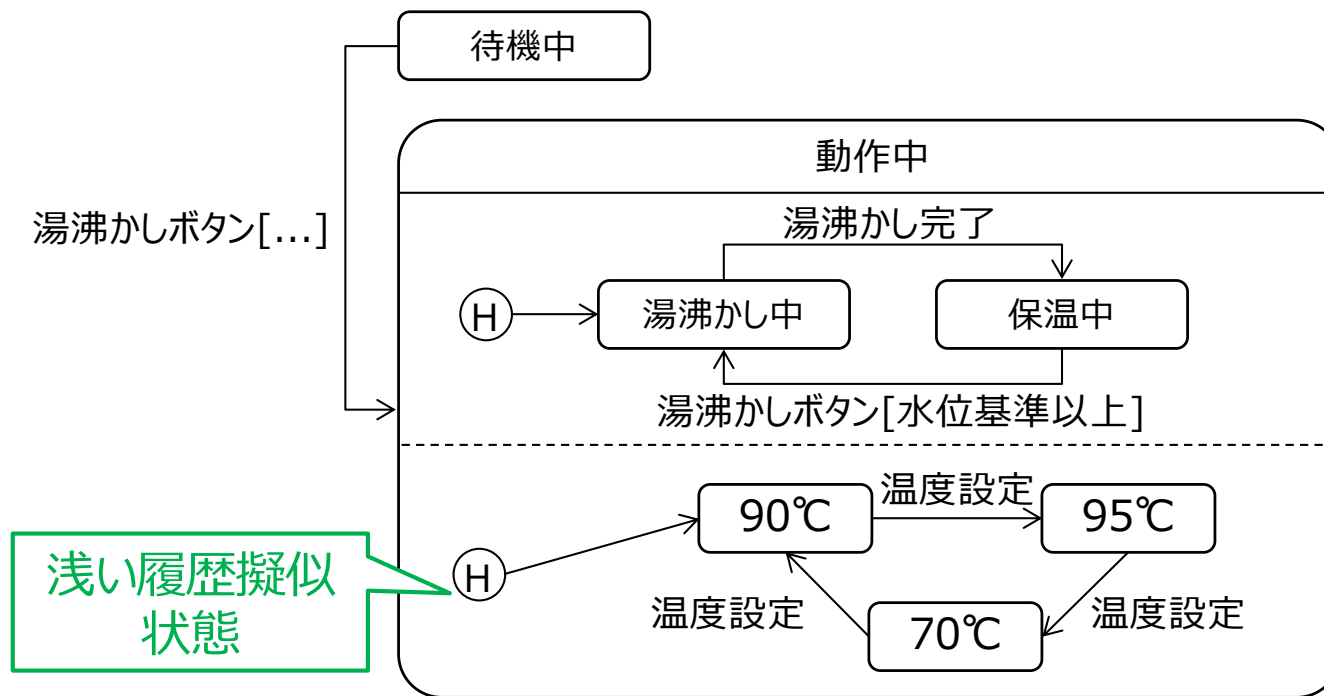 待機中
動作中
湯沸かしボタン[...]
湯沸かし完了
H
湯沸かし中
保温中
湯沸かしボタン[水位基準以上]
温度設定
90℃
95℃
浅い履歴擬似
状態
H
温度設定
70℃
温度設定